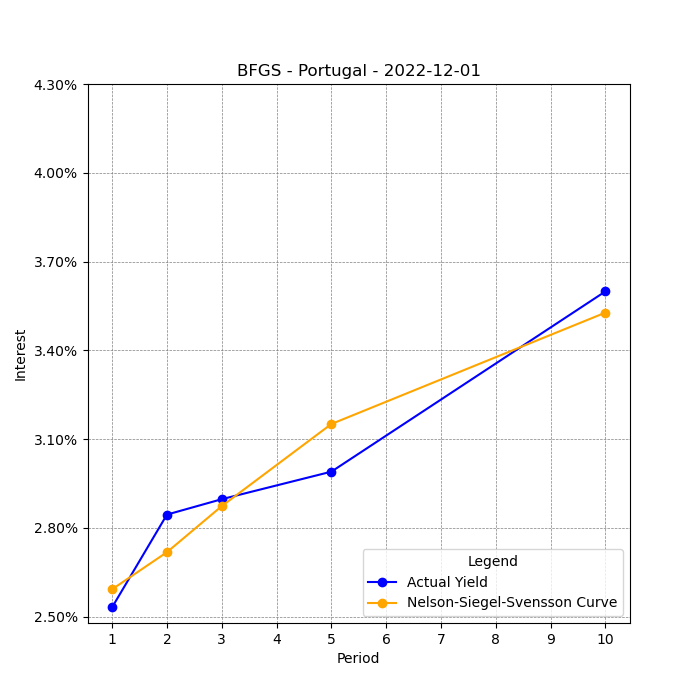 BFGS - Portugal - 2022-12-01
4.30%
4.00%
3.70%
3.40%
3.10%
2.80%
2.50%
Interest
1 2 3 4 5 6 7 8 9 10
Period
Legend
Actual Yield
Nelson-Siegel-Svensson Curve